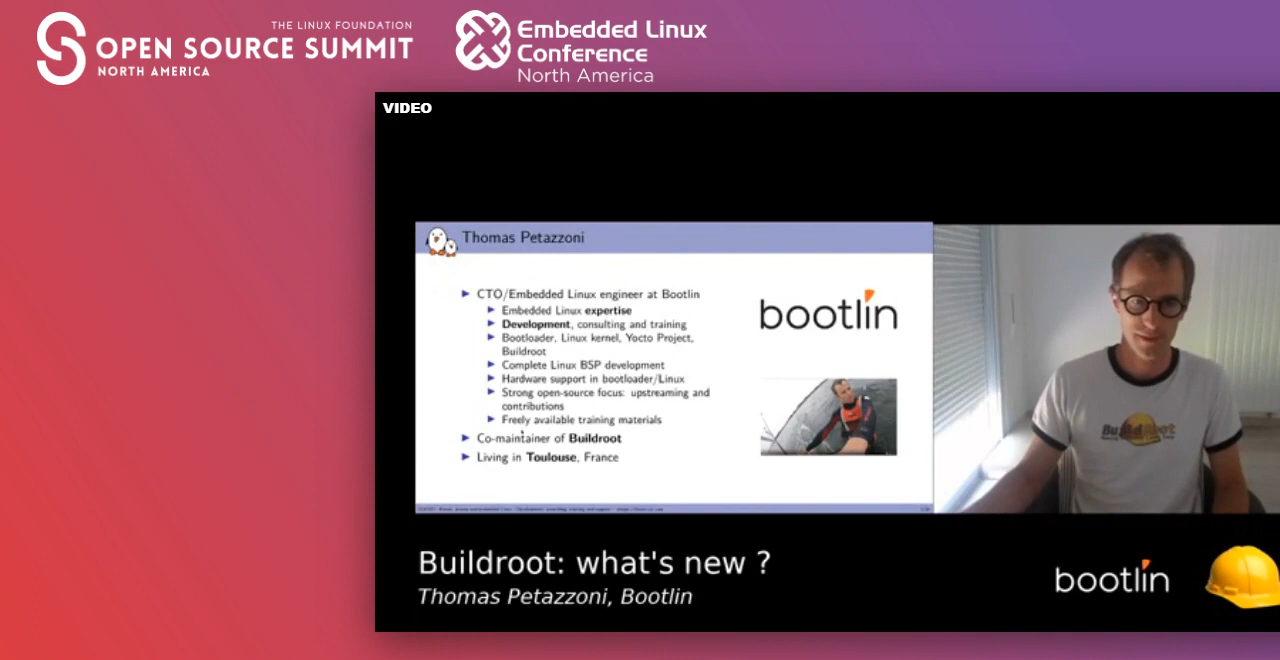 THE LINUX FOUNDATION
OPEN SOURCE SUMMIT
NORTH AMERICA
Embedded Linux
Conference
North America
VIDEO
Thomas Petazzoni
► CTO/Embedded Linux engineer at Bootlin
► Embedded Linux expertise
► Development, consulting and training
► Bootloader, Linux kernel, Yocto Project,
Buildroot
► Complete Linux BSP development
► Hardware support in bootloader/Linux
► Strong open-source focus: upstreaming and
contributions
► Freely available training materials
► Co-maintainer of Buildroot
► Living in Toulouse, France
bootlin
Buildroot
Buildroot: what's new ?
Thomas Petazzoni, Bootlin
bootlin